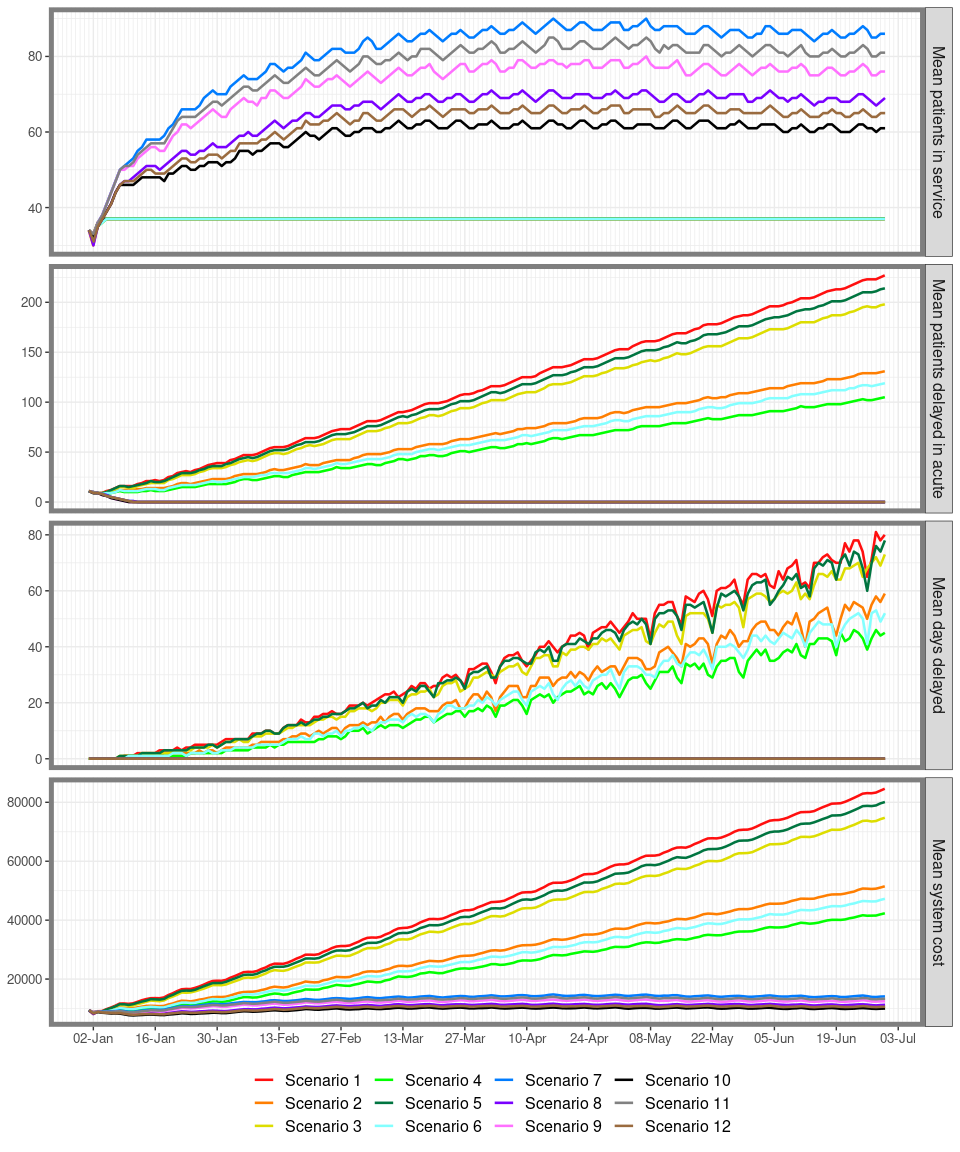 80
60
40
Mean patients in service
200
150
100
50
0
Mean patients delayed in acute
80
60
40
20
0
Mean days delayed
80000
60000
40000
20000
Mean system cost
02-Jan 16-Jan 30-Jan 13-Feb 27-Feb 13-Mar 27-Mar 10-Apr 24-Apr 08-May 22-May 05-Jun 19-Jun 03-Jul
Scenario 1 Scenario 4 Scenario 7 Scenario 10
Scenario 2 Scenario 5 Scenario 8 Scenario 11
Scenario 3 Scenario 6 Scenario 9 Scenario 12